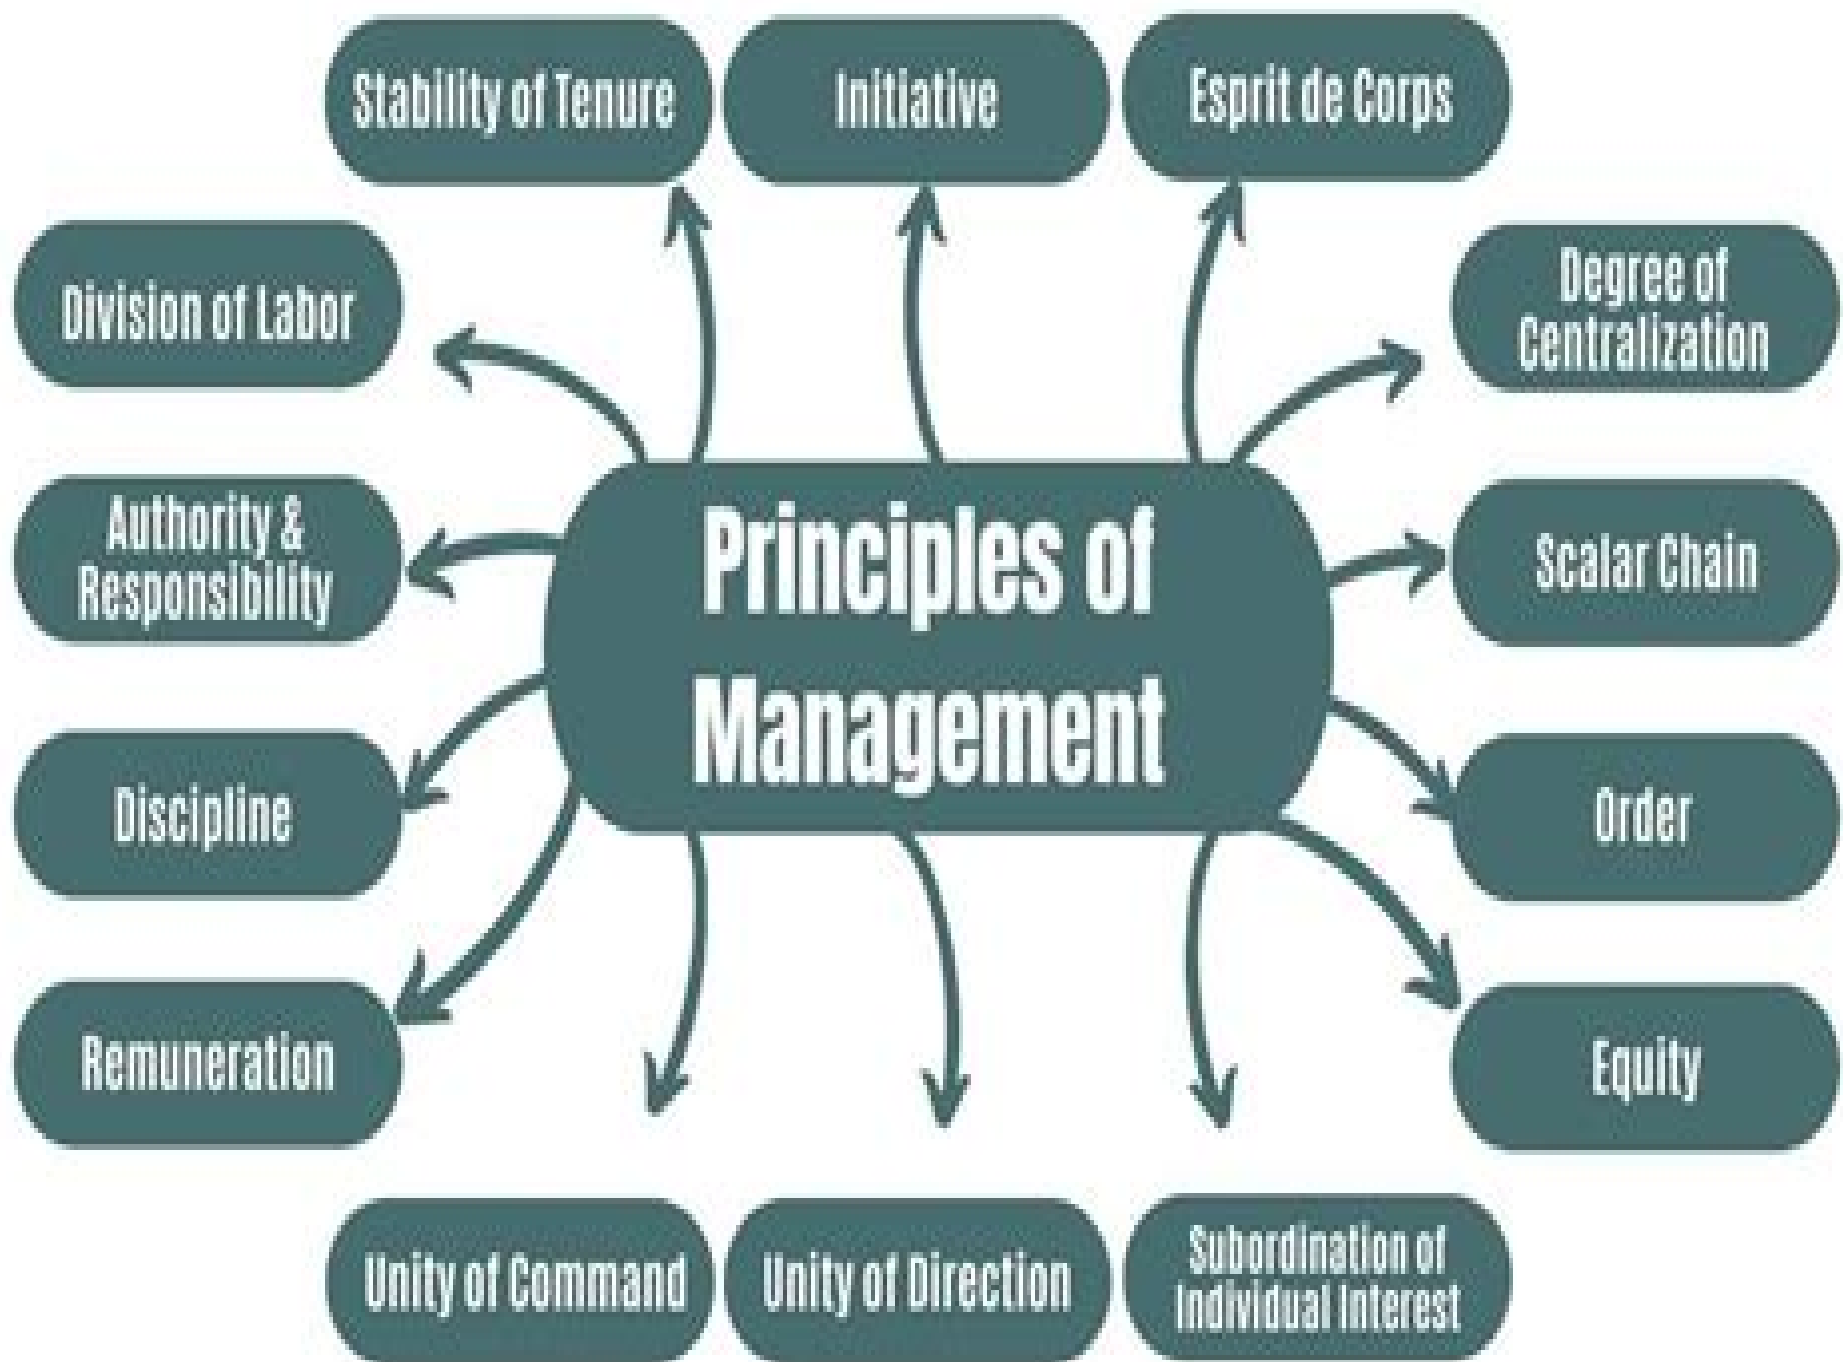 Stability of Tenure
Initiative
Esprit de Corps
Division of Labor
Degree of
Centralization
Authority &
Responsibility
Principles of
Management
Scalar Chain
Discipline
Order
Remuneration
Equity
Unity of Command
Unity of Direction
Subordination of
Individual Interest